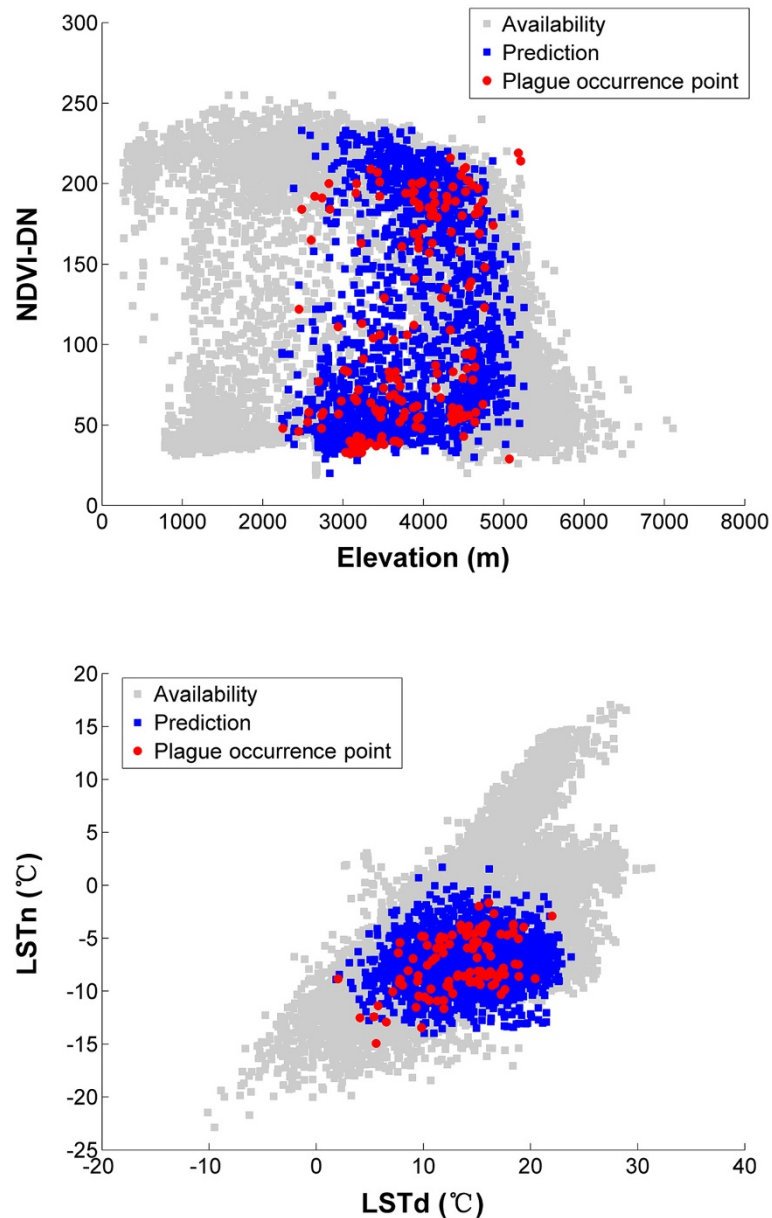 300
250
200
150
100
50
0
NDVI-DN
Availability
Prediction
Plague occurrence point
0 1000 2000 3000 4000 5000 6000 7000 8000
Elevation (m)
20
15
10
5
0
-5
-10
-15
-20
-25
LSTn (℃)
Availability
Prediction
Plague occurrence point
-20 -10 0 10 20 30 40
LSTd (℃)